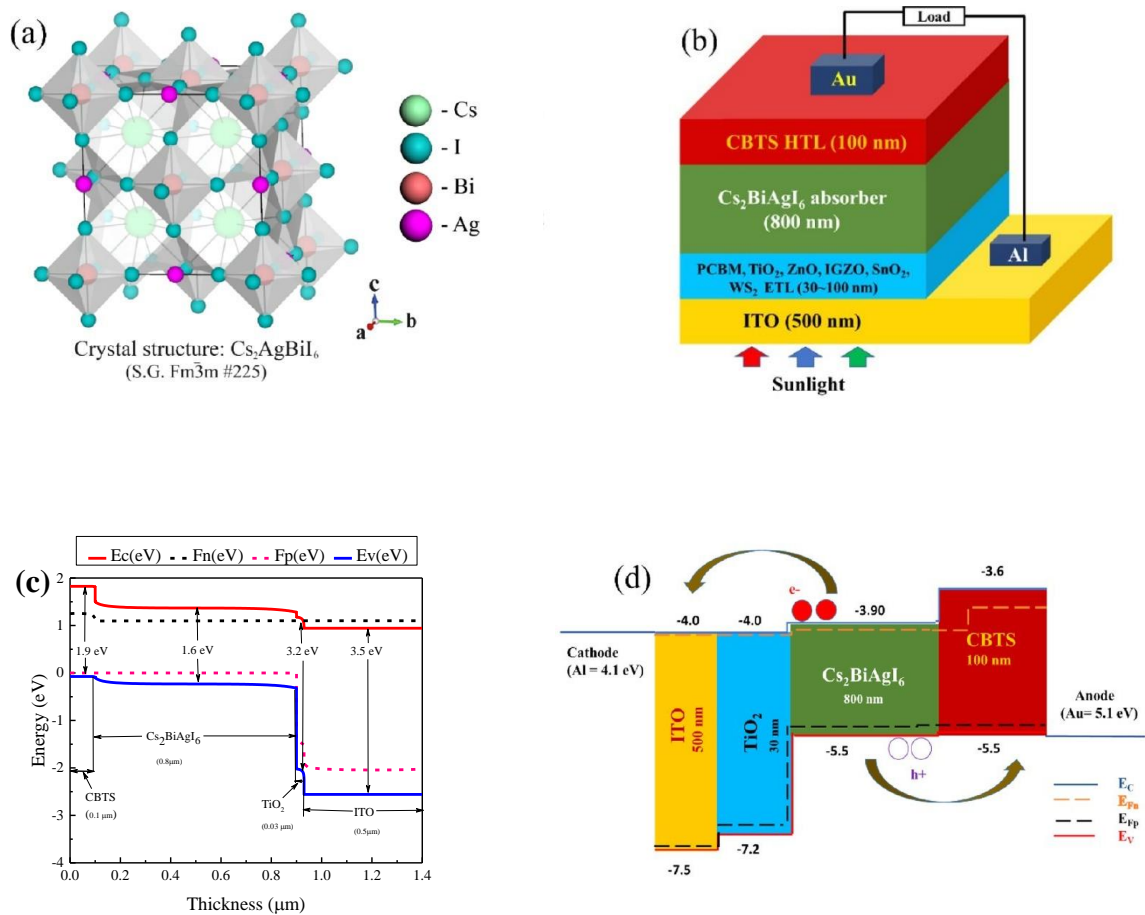 (a)
- Cs
- I
- Bi
- Ag
c
b
a
Crystal structure: Cs₂AgBiI₆
(S.G. Fm3̄m #225)
(b)
Load
Au
CBTS HTL (100 nm)
Cs₂BiAgI₆ absorber
(800 nm)
Al
PCBM, TiO₂, ZnO, IGZO, SnO₂,
WS₂ ETL (30~100 nm)
ITO (500 nm)
Sunlight
Ec(eV) Fn(eV) Fp(eV) Ev(eV)
(c)
2
1
0
-1
-2
-3
-4
Energy (eV)
1.9 eV
1.6 eV
3.2 eV
3.5 eV
Cs₂BiAgI₆
(0.8μm)
CBTS
(0.1 μm)
TiO₂
(0.03 μm)
ITO
(0.5μm)
0.0 0.2 0.4 0.6 0.8 1.0 1.2 1.4
Thickness (μm)
(d)
e-
-3.6
-4.0
-4.0
-3.90
Cathode
(Al = 4.1 eV)
CBTS
100 nm
Cs₂BiAgI₆
800 nm
ITO
500 nm
TiO₂
30 nm
Anode
(Au= 5.1 eV)
-5.5
-5.5
h+
-7.2
-7.5
E_C
E_Fn
E_Fp
E_V